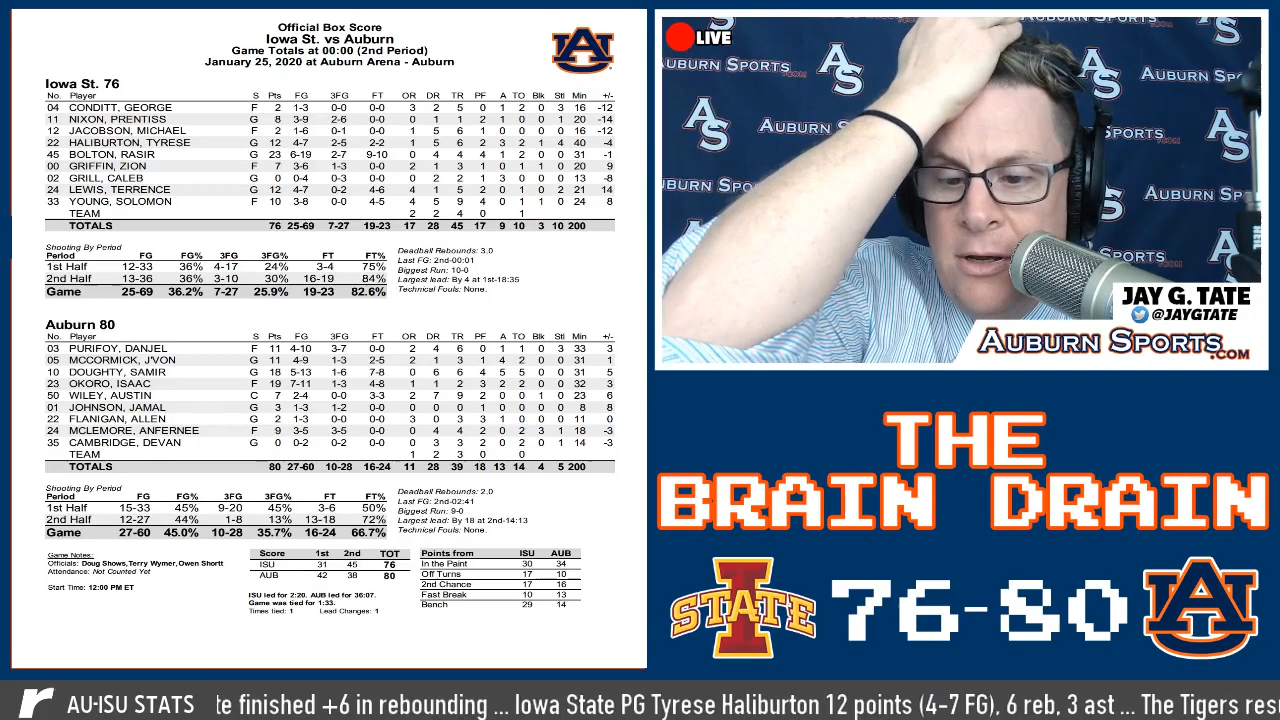 Official Box Score
Iowa St. vs Auburn
Game Totals at 00:00 (2nd Period)
January 25, 2020 at Auburn Arena - Auburn
AU
Iowa St. 76
No. Player S Pts FG 3FG FT OR DR TR PF A TO Blk Stl Min +/-
04 CONDITT, GEORGE F 2 1-3 0-0 0-0 3 2 5 0 1 2 0 3 16 -12
11 NIXON, PRENTISS G 8 3-9 2-6 0-0 0 1 1 2 1 0 0 1 20 -14
12 JACOBSON, MICHAEL F 2 1-6 0-1 0-0 1 5 6 1 0 0 0 0 16 -12
22 HALIBURTON, TYRESE G 12 4-7 2-5 2-2 1 5 6 2 3 2 1 4 40 -4
45 BOLTON, RASIR G 23 6-19 2-7 9-10 0 4 4 4 1 2 0 0 31 -1
00 GRIFFIN, ZION F 7 3-6 1-3 0-0 2 1 3 1 0 1 1 0 20 9
02 GRILL, CALEB G 0 0-4 0-3 0-0 0 2 2 1 3 0 0 0 13 -8
24 LEWIS, TERRENCE G 12 4-7 0-2 4-6 4 1 5 2 0 1 0 2 21 14
33 YOUNG, SOLOMON F 10 3-8 0-0 4-5 4 5 9 4 0 1 1 0 24 8
TEAM 2 2 4 0 1
TOTALS 76 25-69 7-27 19-23 17 28 45 17 9 10 3 10 200
Shooting By Period
Period FG FG% 3FG 3FG% FT FT%
1st Half 12-33 36% 4-17 24% 3-4 75%
2nd Half 13-36 36% 3-10 30% 16-19 84%
Game 25-69 36.2% 7-27 25.9% 19-23 82.6%
Deadball Rebounds: 3,0
Last FG: 2nd-00:01
Biggest Run: 10-0
Largest lead: By 4 at 1st-18:35
Technical Fouls: None.
Auburn 80
No. Player S Pts FG 3FG FT OR DR TR PF A TO Blk Stl Min +/-
03 PURIFOY, DANJEL F 11 4-10 3-7 0-0 2 4 6 0 1 1 0 3 33 3
05 MCCORMICK, J'VON G 11 4-9 1-3 2-5 2 1 3 1 4 2 0 0 31 1
10 DOUGHTY, SAMIR G 18 5-13 1-6 7-8 0 6 6 4 5 5 0 0 31 5
23 OKORO, ISAAC F 19 7-11 1-3 4-8 1 1 2 3 2 2 0 0 32 3
50 WILEY, AUSTIN C 7 2-4 0-0 3-3 2 7 9 2 0 0 1 0 23 6
01 JOHNSON, JAMAL G 3 1-3 1-2 0-0 0 0 0 1 0 0 0 0 8 8
22 FLANIGAN, ALLEN G 2 1-3 0-0 0-0 3 0 3 3 1 0 0 0 11 0
24 MCLEMORE, ANFERNEE F 9 3-5 3-5 0-0 0 4 4 2 0 2 3 1 18 -3
35 CAMBRIDGE, DEVAN G 0 0-2 0-2 0-0 0 3 3 2 0 2 0 1 14 -3
TEAM 1 2 3 0 0
TOTALS 80 27-60 10-28 16-24 11 28 39 18 13 14 4 5 200
Shooting By Period
Period FG FG% 3FG 3FG% FT FT%
1st Half 15-33 45% 9-20 45% 3-6 50%
2nd Half 12-27 44% 1-8 13% 13-18 72%
Game 27-60 45.0% 10-28 35.7% 16-24 66.7%
Deadball Rebounds: 2,0
Last FG: 2nd-02:41
Biggest Run: 9-0
Largest lead: By 18 at 2nd-14:13
Technical Fouls: None.
Game Notes:
Officials: Doug Shows,Terry Wymer,Owen Shortt
Attendance: Not Counted Yet
Start Time: 12:00 PM ET
Score 1st 2nd TOT
ISU 31 45 76
AUB 42 38 80
ISU led for 2:20. AUB led for 36:07.
Game was tied for 1:33.
Times tied: 1 Lead Changes: 1
Points from ISU AUB
In the Paint 30 34
Off Turns 17 10
2nd Chance 17 16
Fast Break 10 13
Bench 29 14
LIVE
JAY G. TATE
@JAYGTATE
AUBURN SPORTS.COM
THE
BRAIN DRAIN
I STATE 76-80 AU
r AU-ISU STATS te finished +6 in rebounding ... Iowa State PG Tyrese Haliburton 12 points (4-7 FG), 6 reb, 3 ast ... The Tigers res